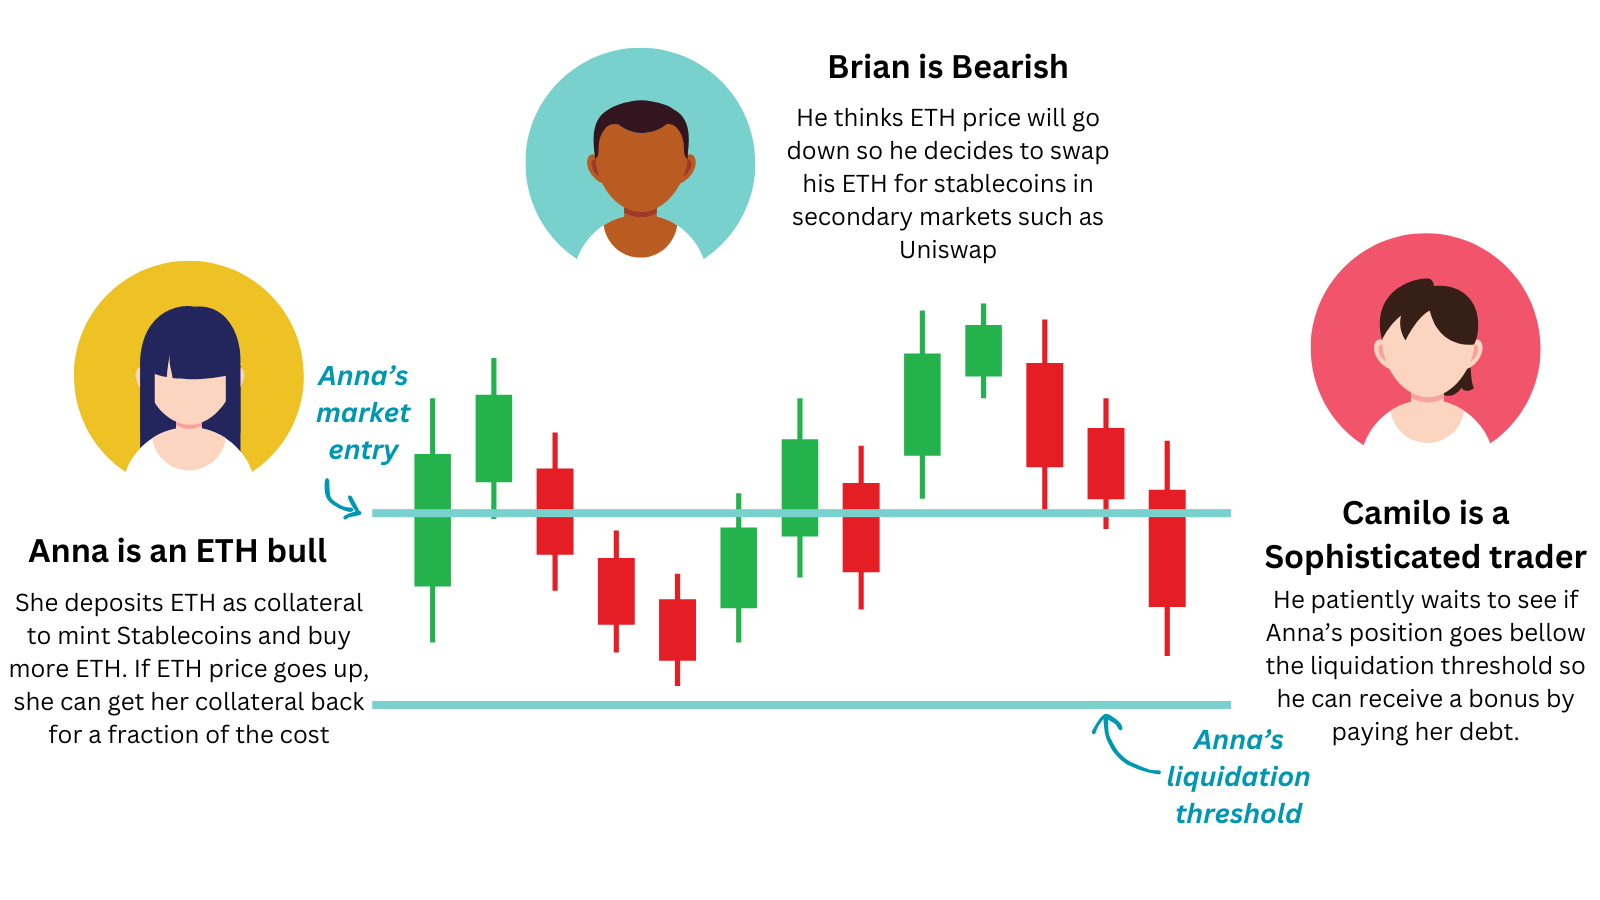 Brian is Bearish
He thinks ETH price will go
down so he decides to swap
his ETH for stablecoins in
secondary markets such as
Uniswap
Anna's
market
entry
Anna is an ETH bull
She deposits ETH as collateral
to mint Stablecoins and buy
more ETH. If ETH price goes up,
she can get her collateral back
for a fraction of the cost
Camilo is a
Sophisticated trader
He patiently waits to see if
Anna’s position goes bellow
the liquidation threshold so
he can receive a bonus by
paying her debt.
Anna’s
liquidation
threshold